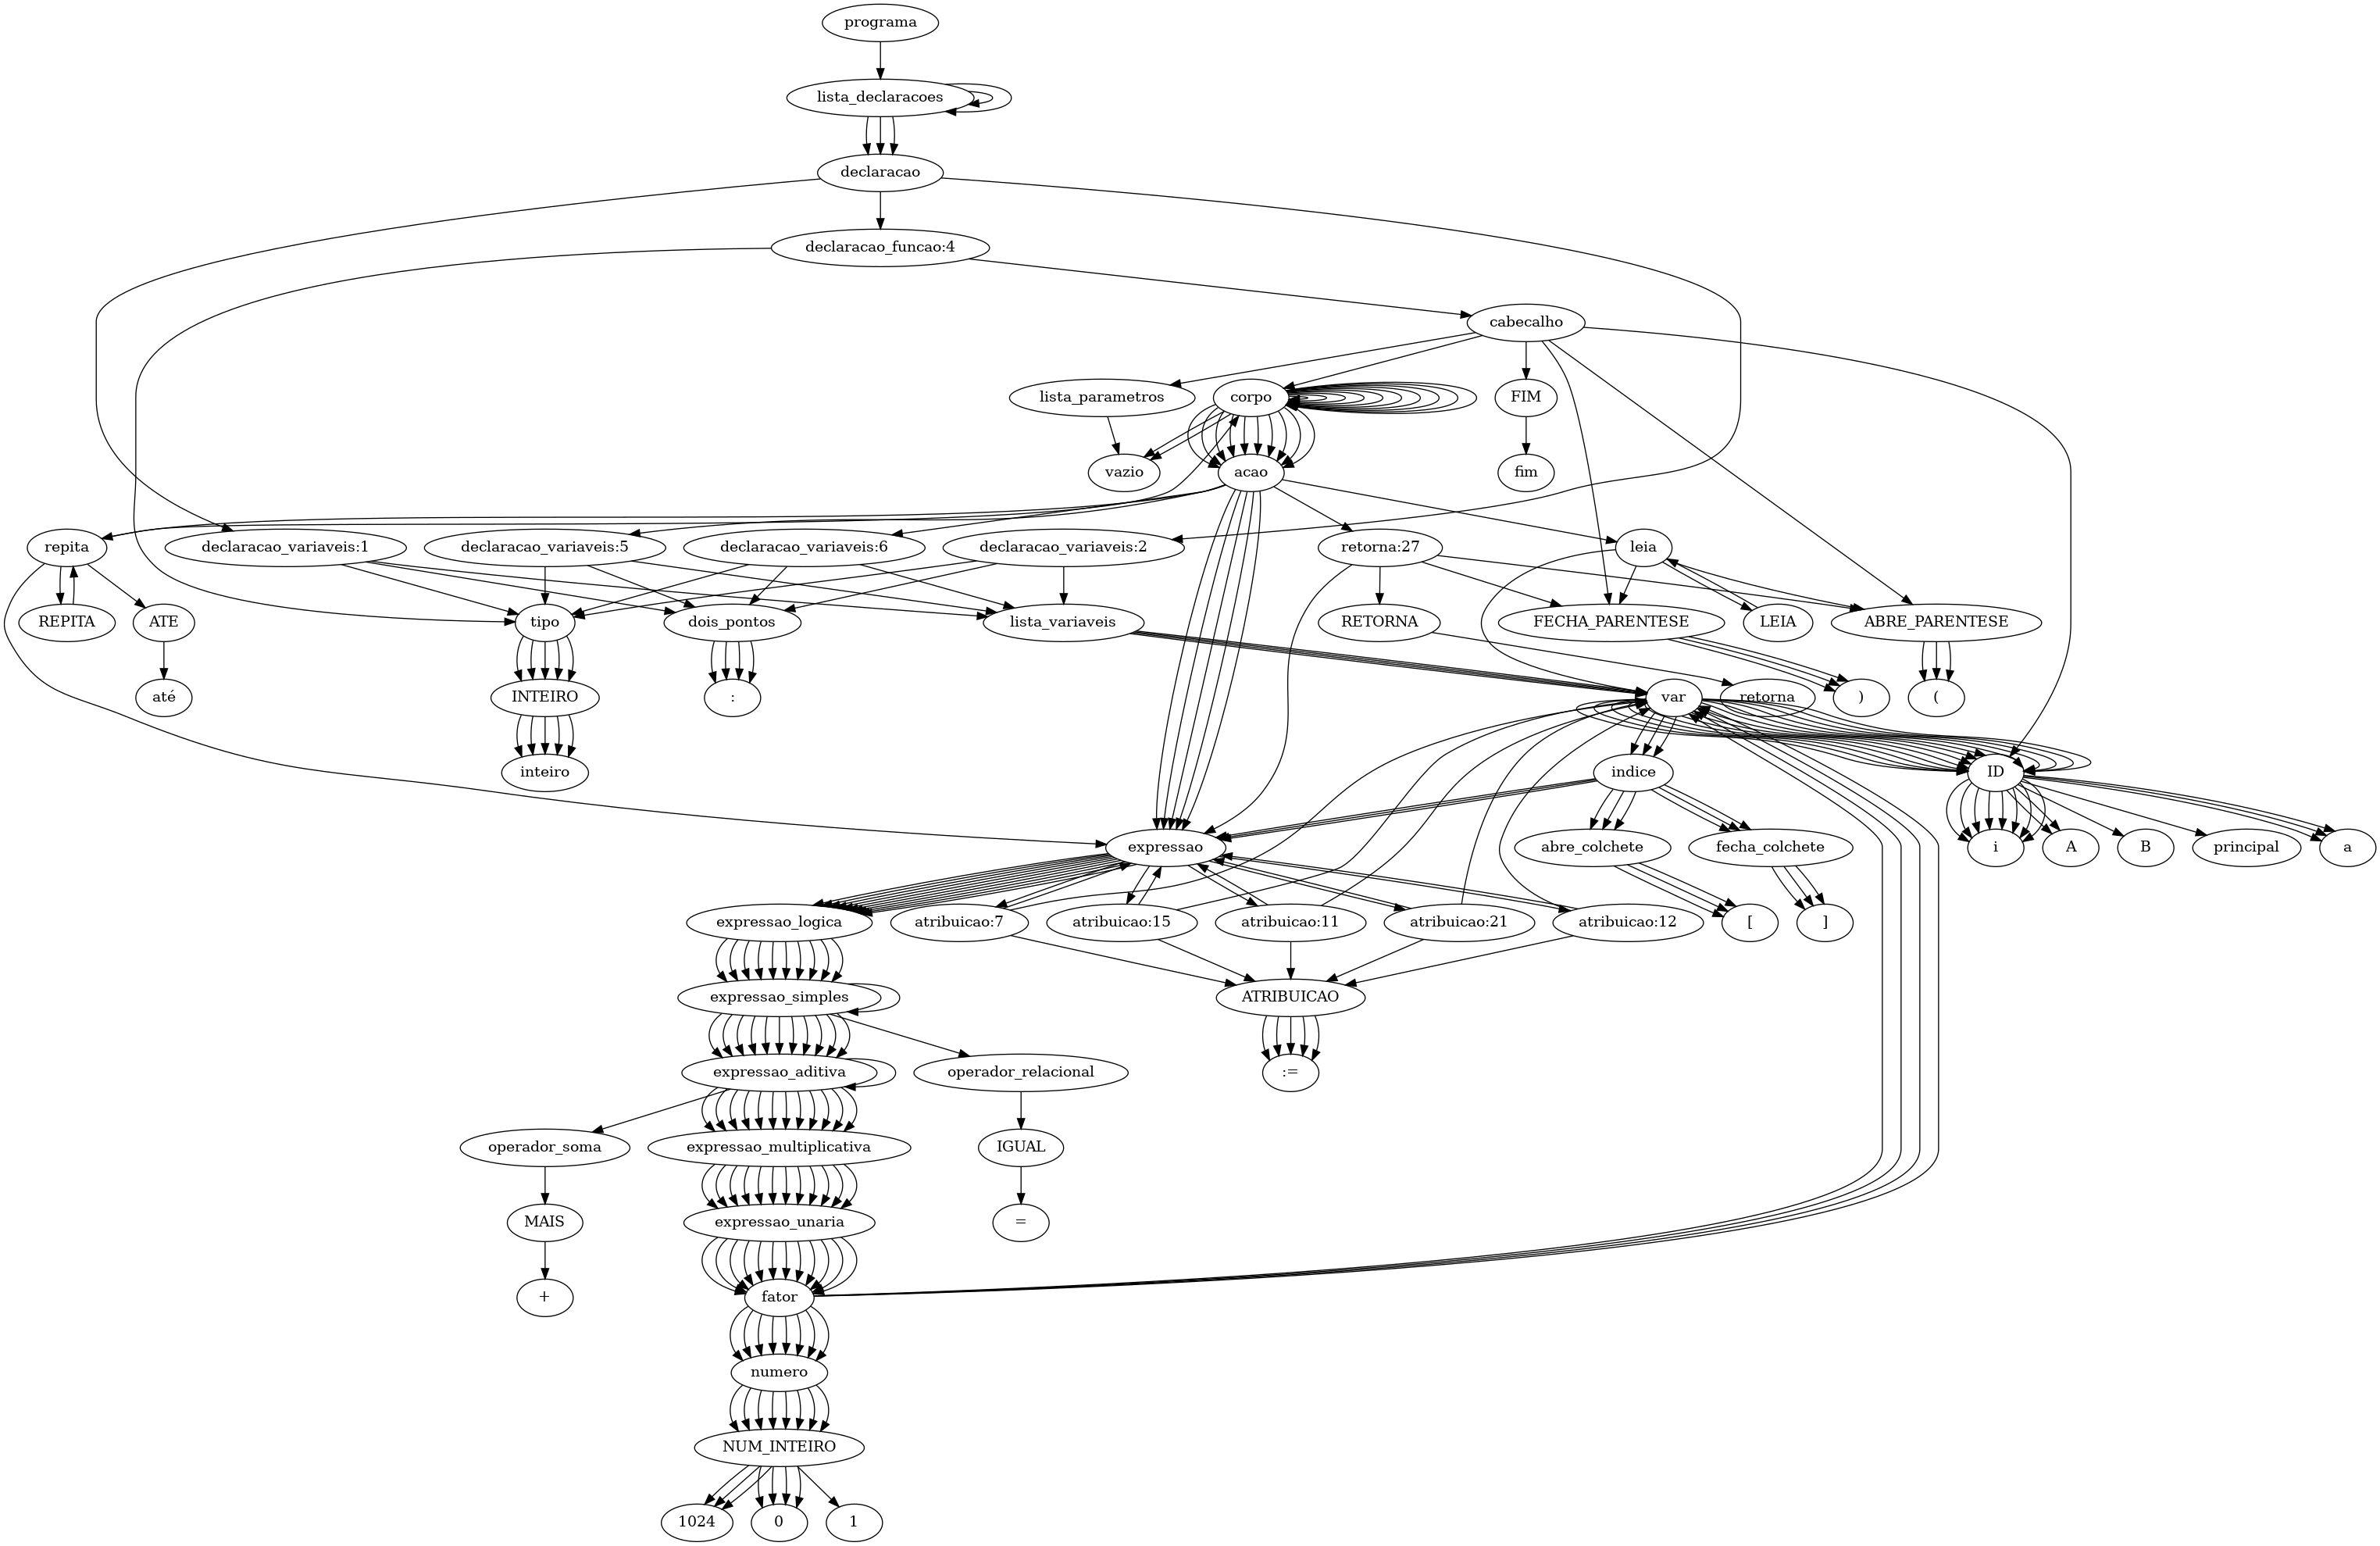 programa
lista_declaracoes
declaracao
declaracao_funcao:4
cabecalho
lista_parametros
corpo
FIM
vazio
acao
fim
repita
declaracao_variaveis:1
declaracao_variaveis:5
declaracao_variaveis:6
declaracao_variaveis:2
retorna:27
leia
REPITA
ATE
tipo
dois_pontos
lista_variaveis
RETORNA
FECHA_PARENTESE
LEIA
ABRE_PARENTESE
até
INTEIRO
:
var
retorna
)
(
inteiro
indice
ID
expressao
abre_colchete
fecha_colchete
i
A
B
principal
a
expressao_logica
atribuicao:7
atribuicao:15
atribuicao:11
atribuicao:21
atribuicao:12
[
]
expressao_simples
ATRIBUICAO
expressao_aditiva
operador_relacional
:=
operador_soma
expressao_multiplicativa
IGUAL
MAIS
expressao_unaria
=
+
fator
numero
NUM_INTEIRO
1024
0
1